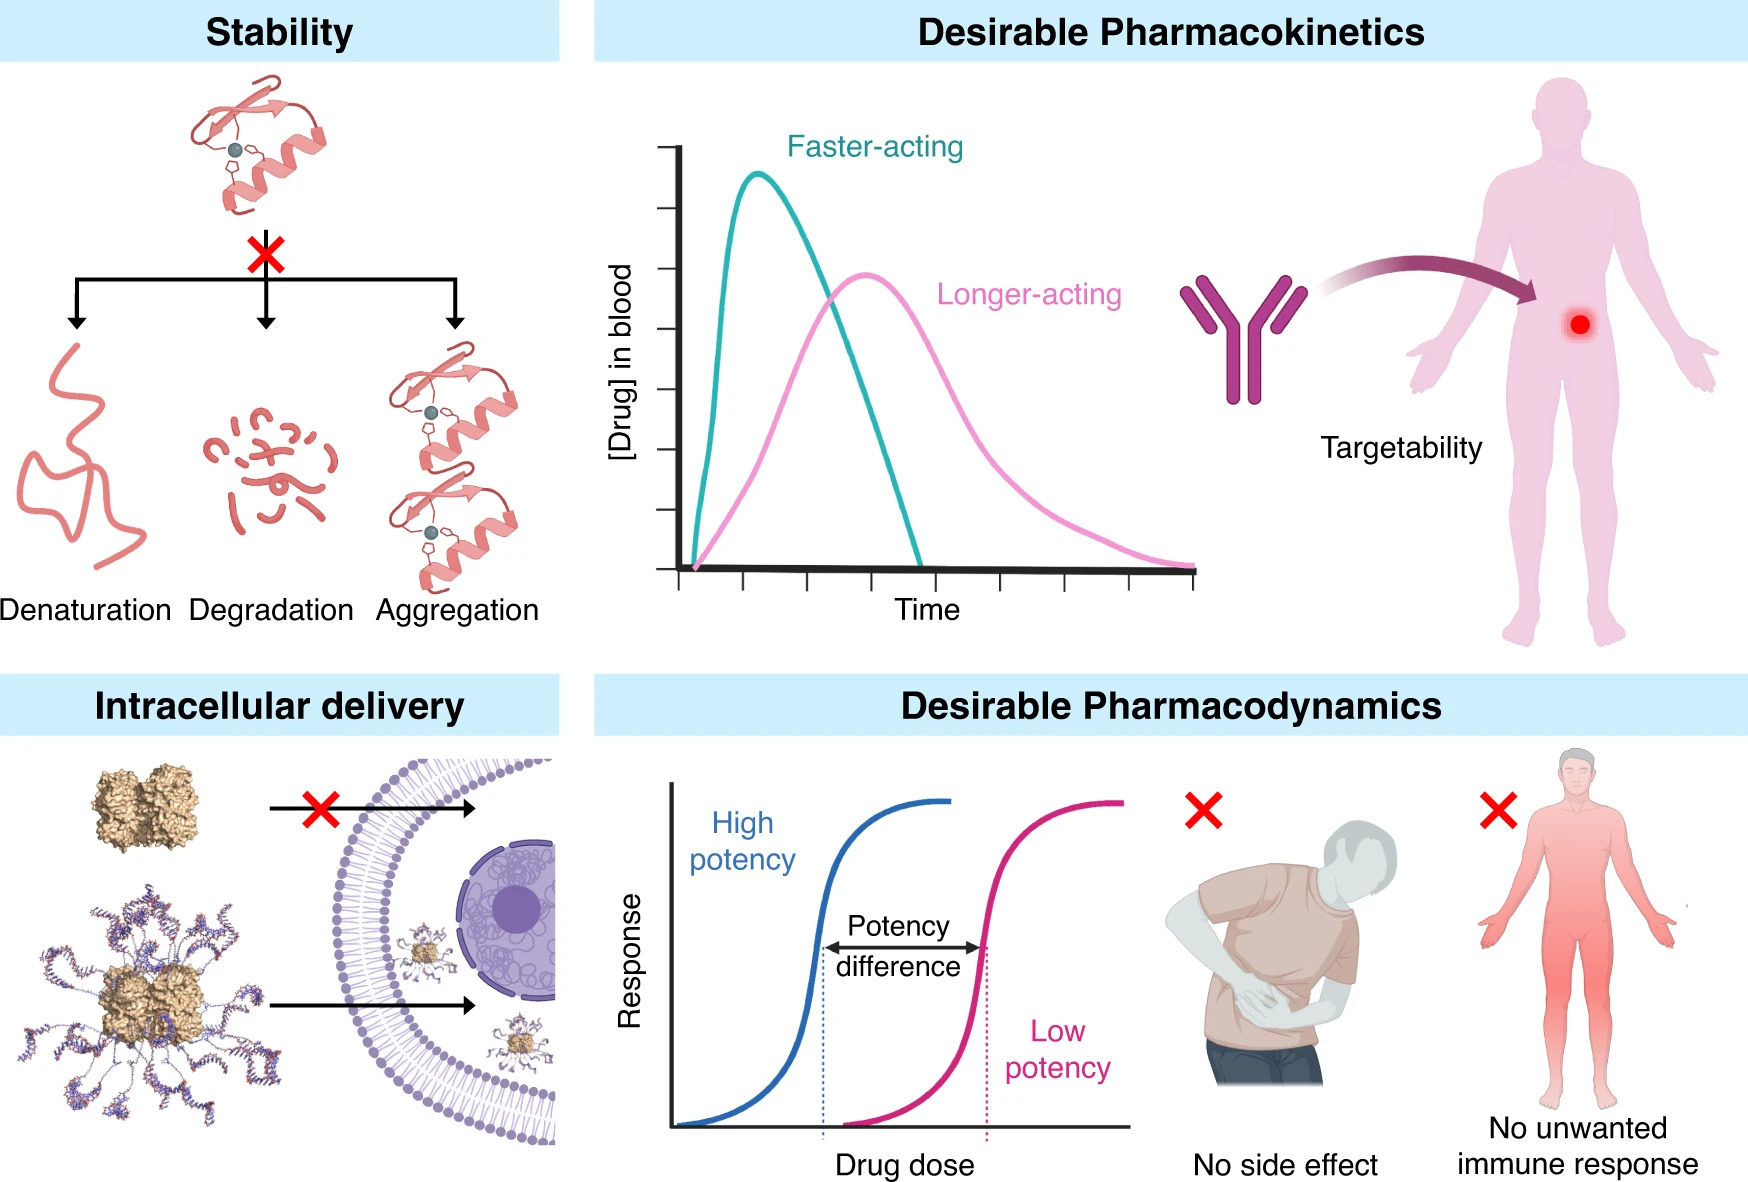 Stability
Denaturation
Degradation
Aggregation
Desirable Pharmacokinetics
[Drug] in blood
Faster-acting
Longer-acting
Time
Targetability
Intracellular delivery
Desirable Pharmacodynamics
Response
High
potency
Potency
difference
Low
potency
Drug dose
No side effect
No unwanted
immune response